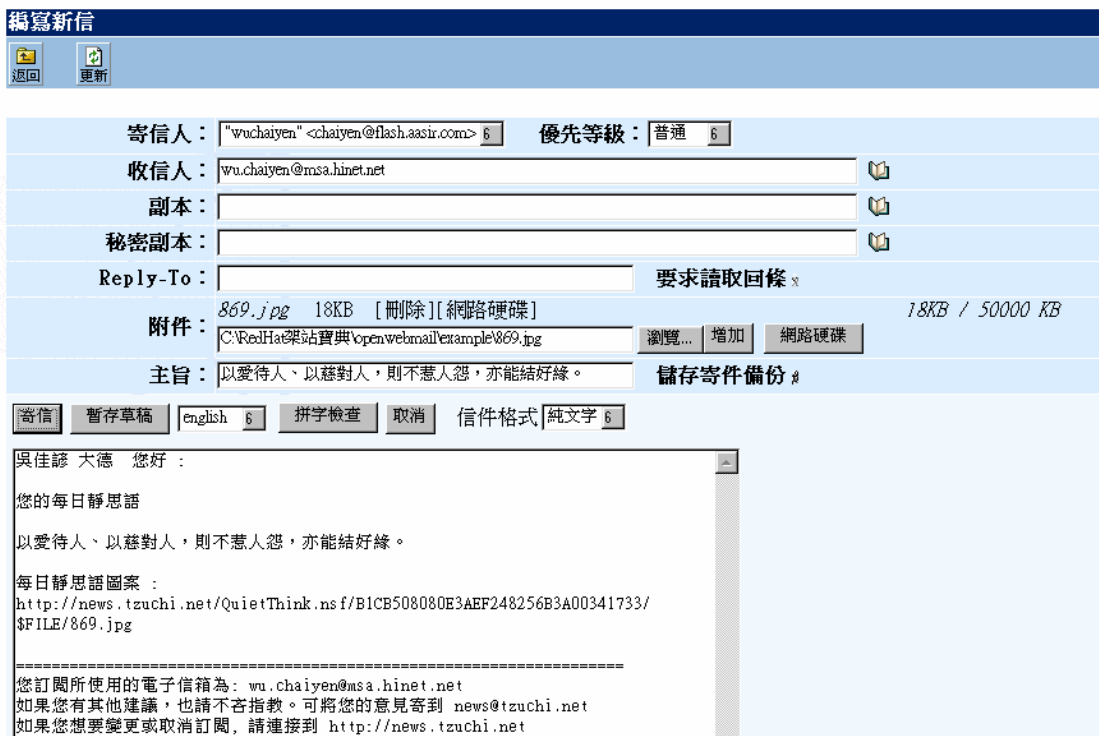 編寫新信
返回 更新
寄信人： "wuchaiyen" <chaiyen@flash.aasir.com> 6 優先等級： 普通 6
收信人： wu.chaiyen@msa.hinet.net
副本：
秘密副本：
Reply-To： 要求讀取回條
869.jpg 18KB [刪除][網路硬碟] 18KB / 50000 KB
附件： C:\RedHat架站寶典\openwebmail\example\869.jpg 瀏覽... 增加 網路硬碟
主旨： 以愛待人、以慈對人，則不惹人怨，亦能結好緣。 儲存寄件備份
寄信 暫存草稿 english 6 拼字檢查 取消 信件格式 純文字 6
吳佳諺 大德 您好 :
您的每日靜思語
以愛待人、以慈對人，則不惹人怨，亦能結好緣。
每日靜思語圖案 :
http://news.tzuchi.net/QuietThink.nsf/B1CB508080E3AEF248256B3A00341733/
$FILE/869.jpg
====================================================================
您訂閱所使用的電子信箱為: wu.chaiyen@msa.hinet.net
如果您有其他建議，也請不吝指教。可將您的意見寄到 news@tzuchi.net
如果您想要變更或取消訂閱, 請連接到 http://news.tzuchi.net